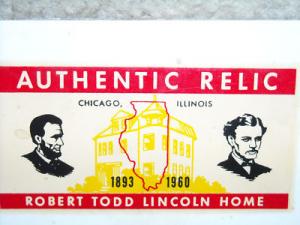 AUTHENTIC RELIC
CHICAGO, ILLINOIS
1893 1960
ROBERT TODD LINCOLN HOME